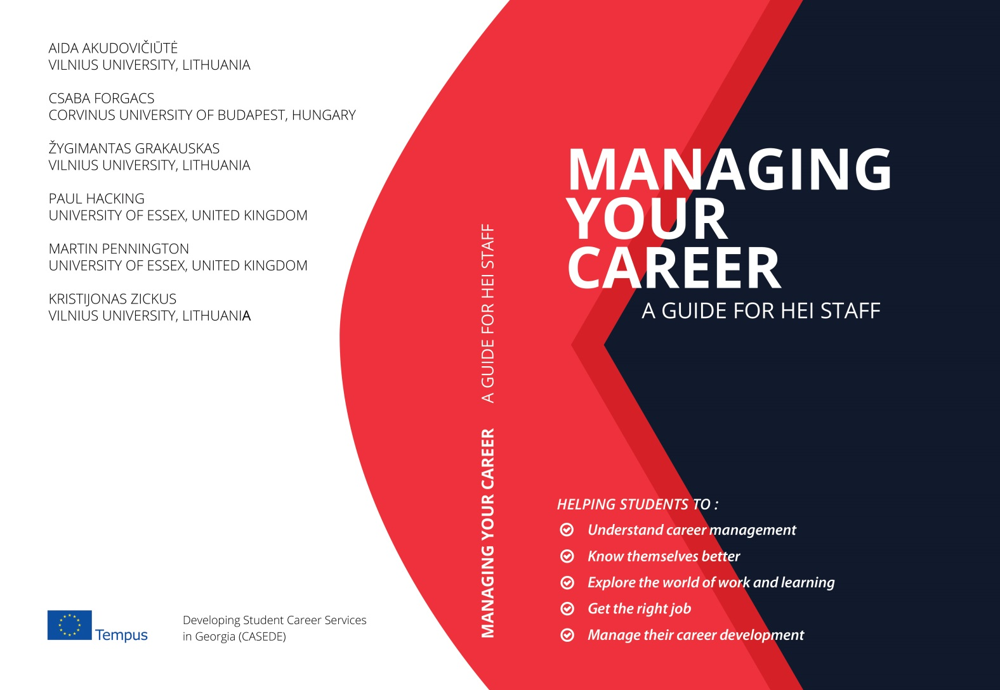 AIDA AKUDOVIČIŪTĖ
VILNIUS UNIVERSITY, LITHUANIA
CSABA FORGACS
CORVINUS UNIVERSITY OF BUDAPEST, HUNGARY
ŽYGIMANTAS GRAKAUSKAS
VILNIUS UNIVERSITY, LITHUANIA
PAUL HACKING
UNIVERSITY OF ESSEX, UNITED KINGDOM
MARTIN PENNINGTON
UNIVERSITY OF ESSEX, UNITED KINGDOM
KRISTIJONAS ZICKUS
VILNIUS UNIVERSITY, LITHUANIA
Tempus
Developing Student Career Services
in Georgia (CASEDE)
MANAGING YOUR CAREER A GUIDE FOR HEI STAFF
MANAGING
YOUR
CAREER
A GUIDE FOR HEI STAFF
HELPING STUDENTS TO :
Understand career management
Know themselves better
Explore the world of work and learning
Get the right job
Manage their career development